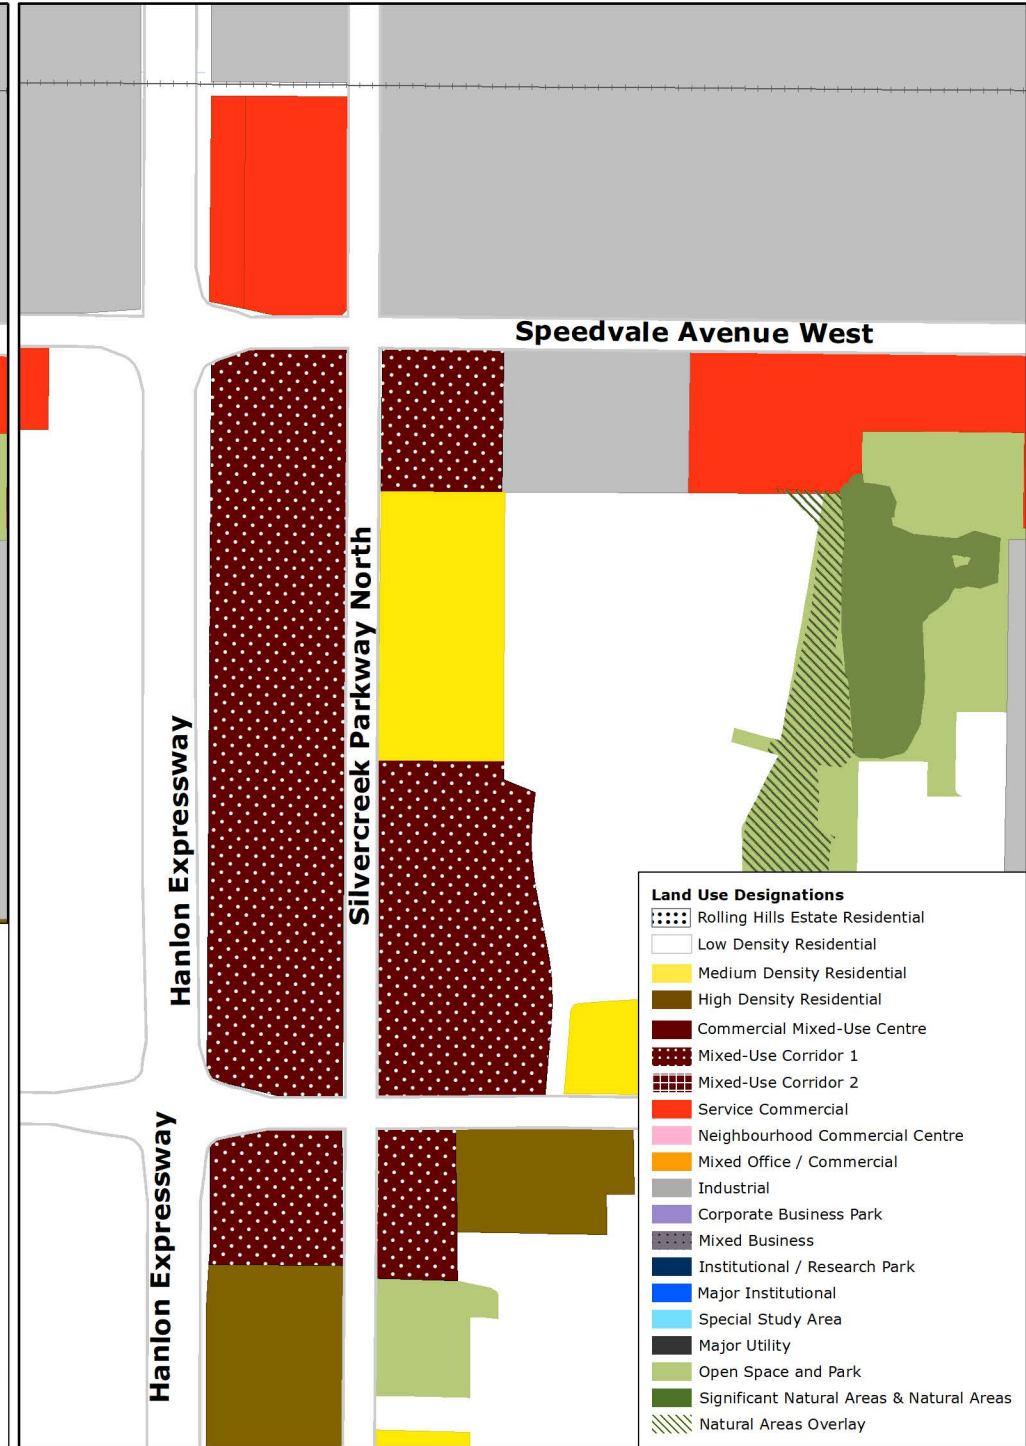 Speedvale Avenue West
Silvercreek Parkway North
Hanlon Expressway
Hanlon Expressway
Land Use Designations
Rolling Hills Estate Residential
Low Density Residential
Medium Density Residential
High Density Residential
Commercial Mixed-Use Centre
Mixed-Use Corridor 1
Mixed-Use Corridor 2
Service Commercial
Neighbourhood Commercial Centre
Mixed Office / Commercial
Industrial
Corporate Business Park
Mixed Business
Institutional / Research Park
Major Institutional
Special Study Area
Major Utility
Open Space and Park
Significant Natural Areas & Natural Areas
Natural Areas Overlay